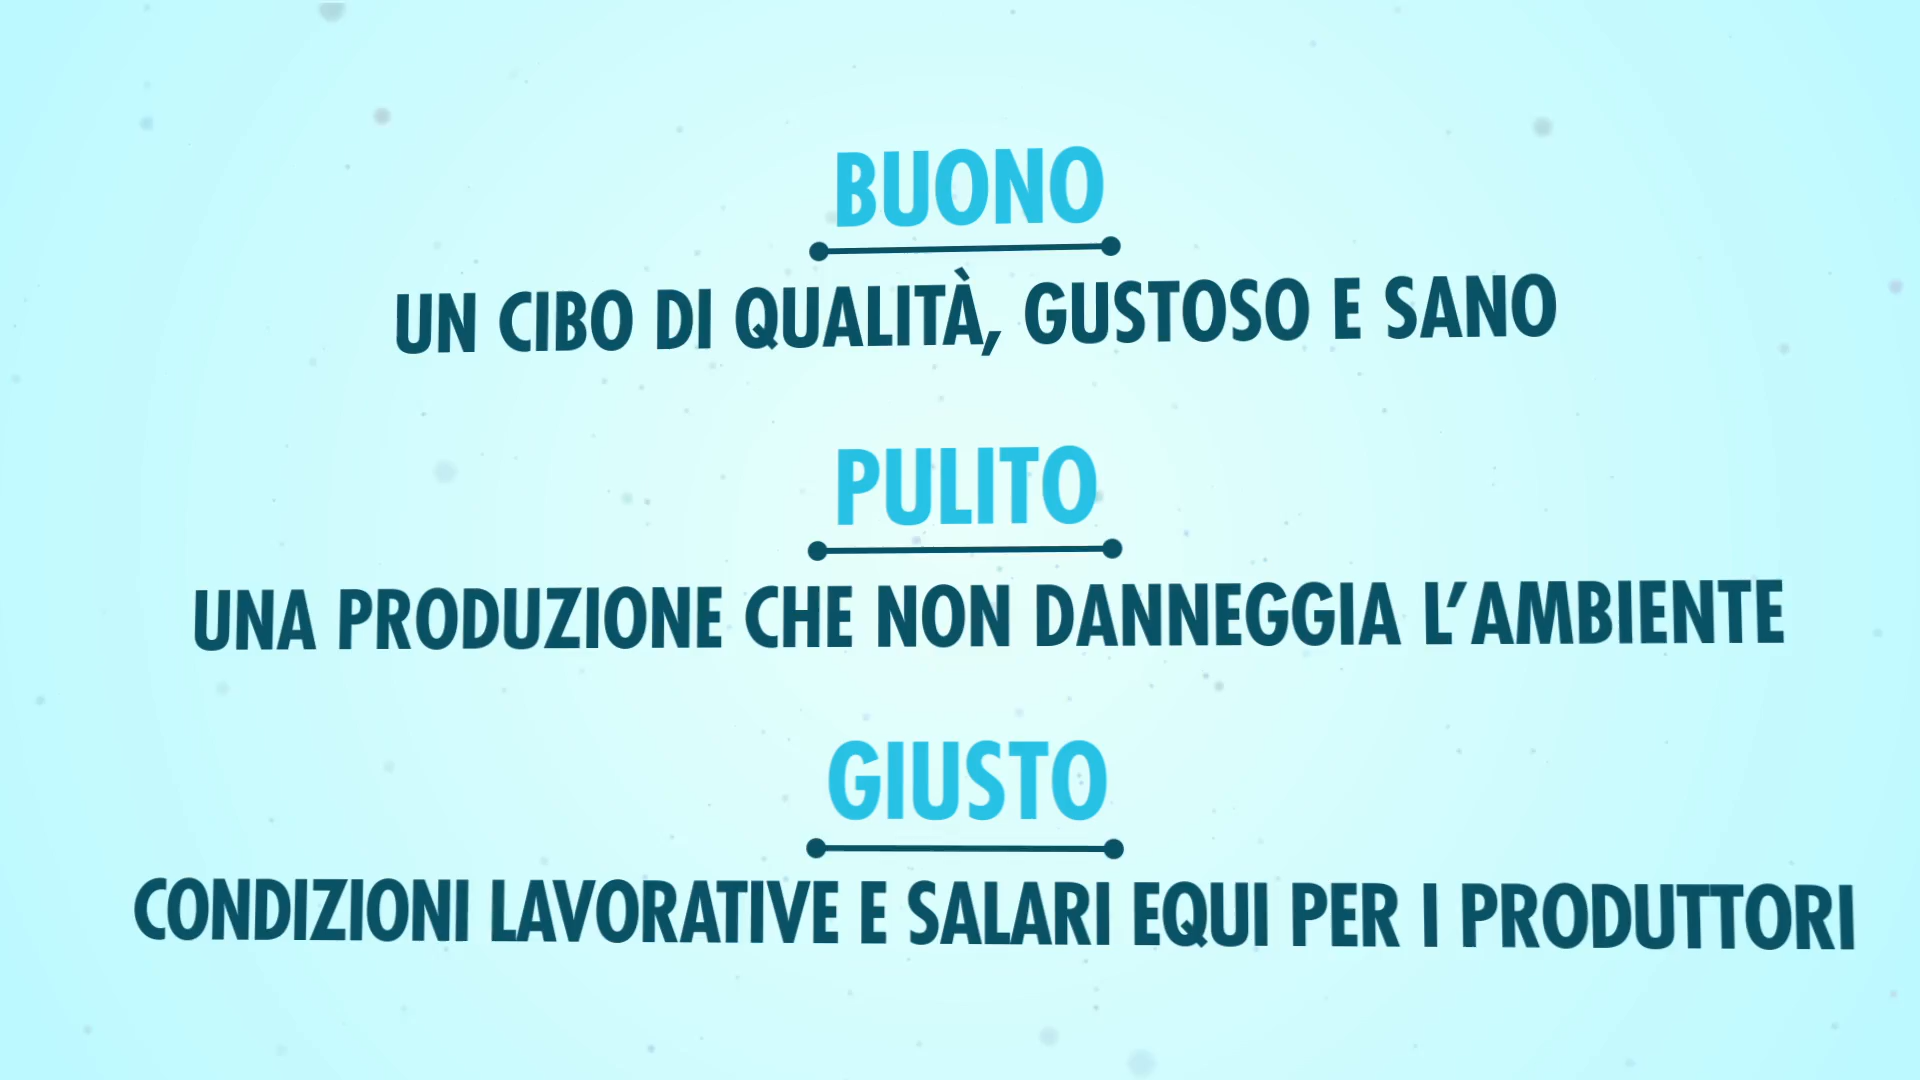 BUONO
UN CIBO DI QUALITÀ, GUSTOSO E SANO
PULITO
UNA PRODUZIONE CHE NON DANNEGGIA L'AMBIENTE
GIUSTO
CONDIZIONI LAVORATIVE E SALARI EQUI PER I PRODUTTORI